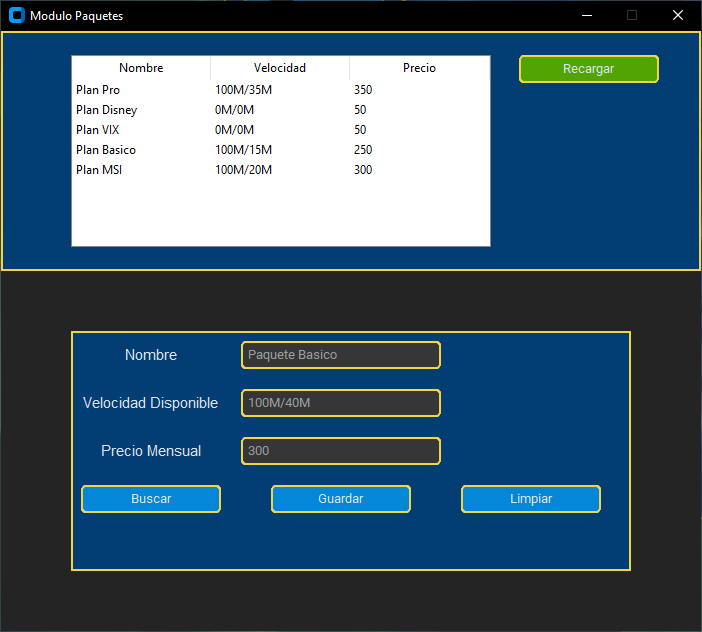 Modulo Paquetes
Nombre Velocidad Precio
Recargar
Plan Pro 100M/35M 350
Plan Disney 0M/0M 50
Plan VIX 0M/0M 50
Plan Basico 100M/15M 250
Plan MSI 100M/20M 300
Nombre Paquete Basico
Velocidad Disponible 100M/40M
Precio Mensual 300
Buscar Guardar Limpiar